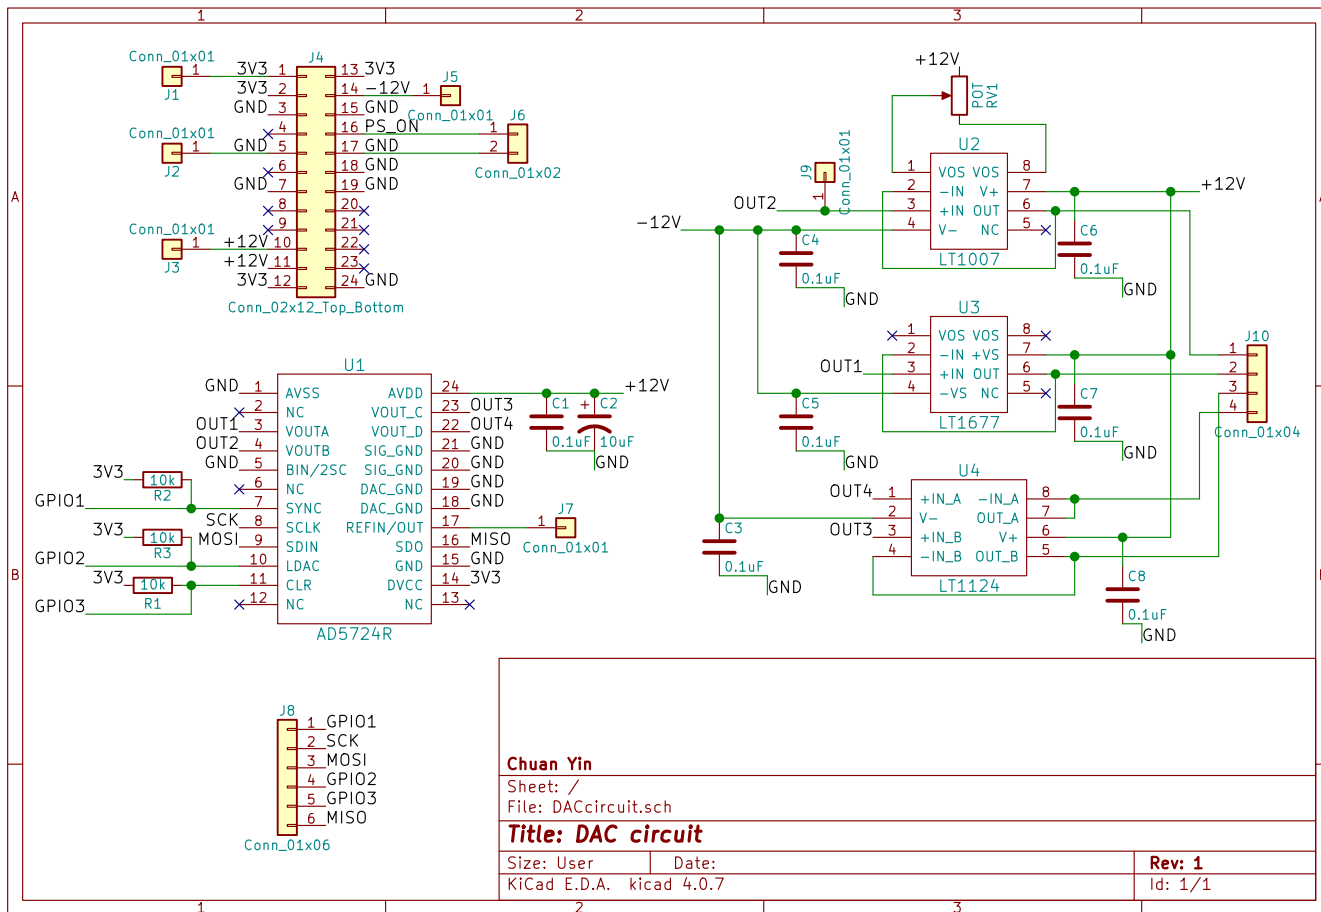 1 2 3
A
B
Conn_01x01
J1
1
3V3
3V3
GND
Conn_01x01
J2
1
GND
GND
Conn_01x01
J3
1
+12V
+12V
3V3
J4
1 13 3V3
2 14 -12V
3 15 GND
4 16 PS_ON
5 17 GND
6 18 GND
7 19 GND
8 20
9 21
10 22
11 23
12 24 GND
Conn_02x12_Top_Bottom
J5
1
Conn_01x01
J6
1
2
Conn_01x02
U1
GND 1 AVSS AVDD 24 +12V
2 NC VOUT_C 23 OUT3
OUT1 3 VOUTA VOUT_D 22 OUT4
OUT2 4 VOUTB SIG_GND 21 GND
GND 5 BIN/2SC SIG_GND 20 GND
6 NC DAC_GND 19 GND
7 SYNC DAC_GND 18 GND
SCK 8 SCLK REFIN/OUT 17
MOSI 9 SDIN SDO 16 MISO
10 LDAC GND 15 GND
11 CLR DVCC 14 3V3
12 NC NC 13
AD5724R
3V3 10k R2
GPIO1
3V3 10k R3
GPIO2
3V3 10k R1
GPIO3
C1 0.1uF
+ C2 10uF
GND
J7
1
Conn_01x01
J8
1 GPIO1
2 SCK
3 MOSI
4 GPIO2
5 GPIO3
6 MISO
Conn_01x06
+12V
POT
RV1
J9
Conn_01x01
1
OUT2
-12V
U2
1 VOS VOS 8
2 -IN V+ 7
3 +IN OUT 6
4 V- NC 5
LT1007
+12V
C4
0.1uF
GND
C6
0.1uF
GND
U3
1 VOS VOS 8
2 -IN +VS 7
3 +IN OUT 6
4 -VS NC 5
LT1677
OUT1
C5
0.1uF
GND
C7
0.1uF
GND
U4
OUT4 1 +IN_A -IN_A 8
2 V- OUT_A 7
OUT3 3 +IN_B V+ 6
4 -IN_B OUT_B 5
LT1124
C3
0.1uF
GND
C8
0.1uF
GND
J10
1
2
3
4
Conn_01x04
Chuan Yin
Sheet: /
File: DACcircuit.sch
Title: DAC circuit
Size: User Date: Rev: 1
KiCad E.D.A. kicad 4.0.7 Id: 1/1
1 2 3